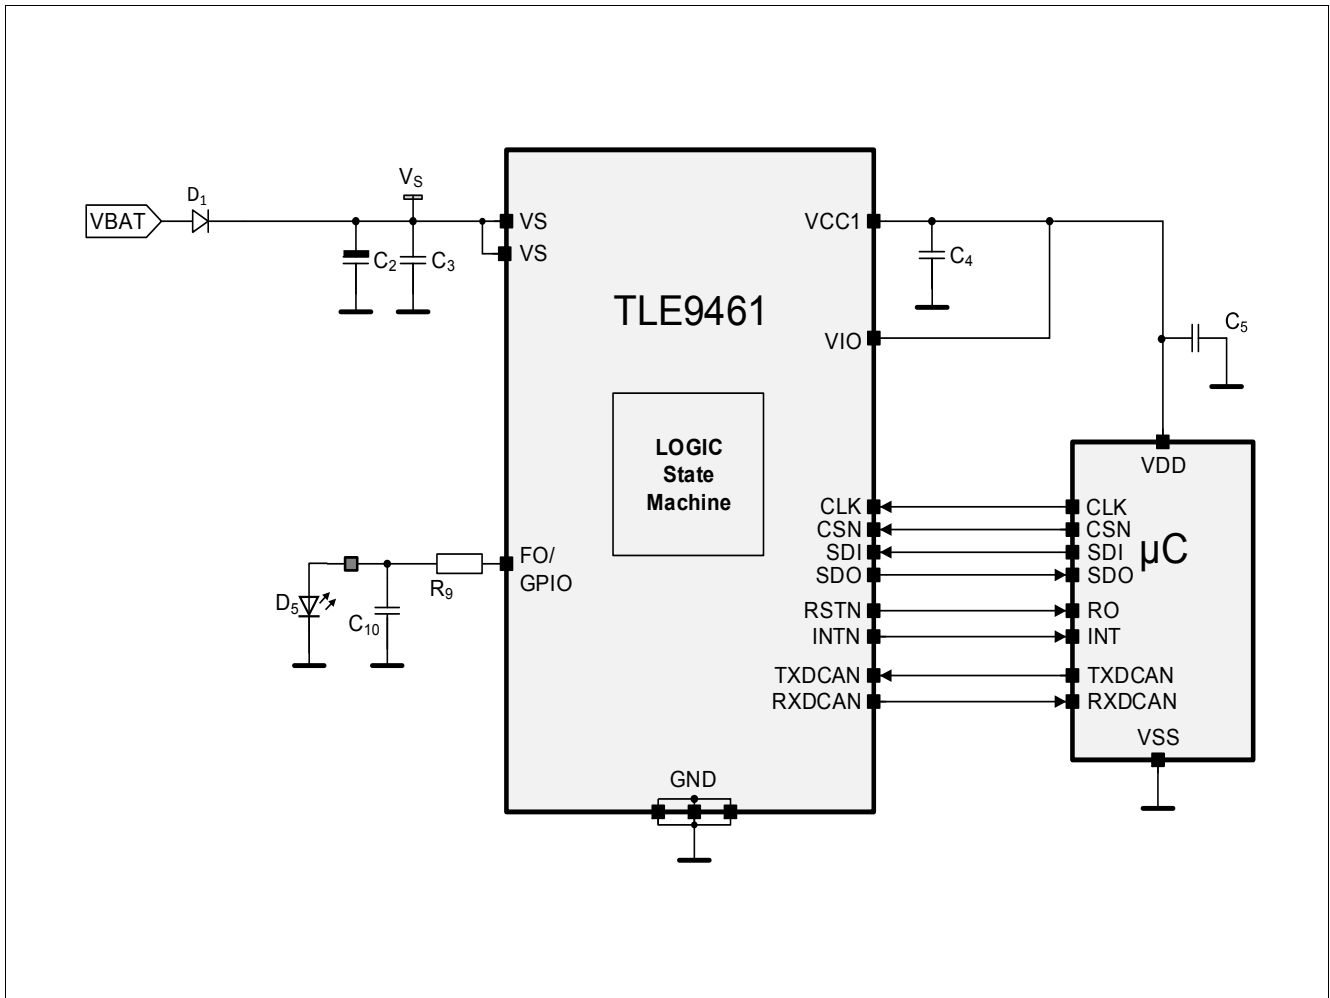 VBAT
D1
VS
C2
C3
VS
VS
TLE9461
LOGIC
State
Machine
VCC1
C4
VIO
C5
VDD
FO/
GPIO
R9
D5
C10
CLK
CSN
SDI
SDO
RSTN
INTN
TXDCAN
RXDCAN
CLK
CSN
SDI
µC
SDO
RO
INT
TXDCAN
RXDCAN
VSS
GND